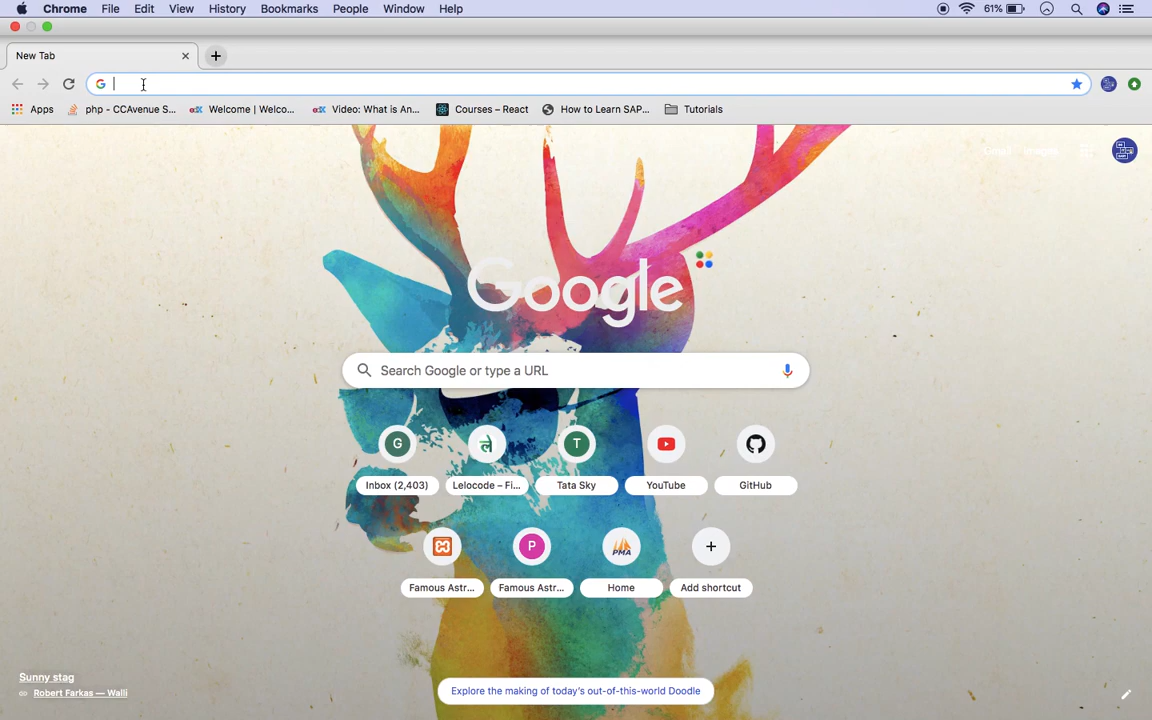 Chrome File Edit View History Bookmarks People Window Help 61%
New Tab
Apps php - CCAvenue S... Welcome | Welco... Video: What is An... Courses – React How to Learn SAP... Tutorials
Gmail Images
Google
Search Google or type a URL
G T
Inbox (2,403) Lelocode – Fi... Tata Sky YouTube GitHub
P PMA
Famous Astr... Famous Astr... Home Add shortcut
Sunny stag
Robert Farkas — Walli
Explore the making of today's out-of-this-world Doodle